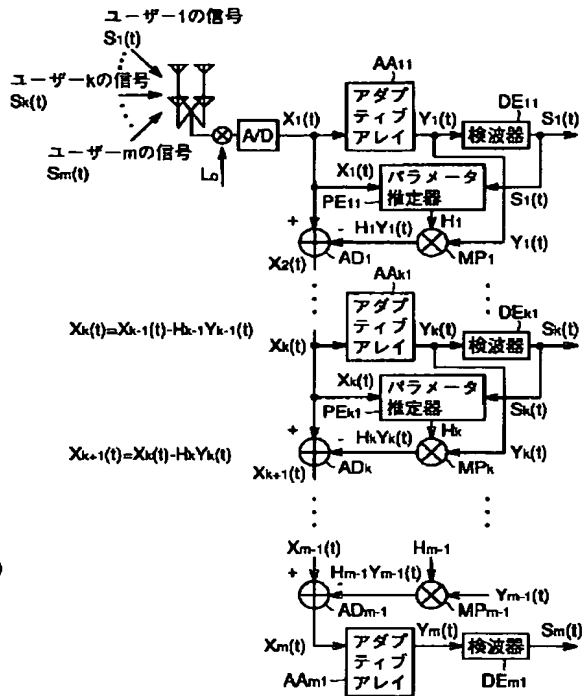 ユーザー1の信号
S1(t)
ユーザーkの信号
Sk(t)
ユーザーmの信号
Sm(t)
Lo
A/D
X1(t)
AA11
アダプ
ティブ
アレイ
Y1(t)
DE11
検波器
S1(t)
X1(t)
パラメータ
推定器
PE11
S1(t)
H1
+
-
H1Y1(t)
Y1(t)
X2(t)
AD1
MP1
AAk1
Xk(t)=Xk-1(t)-Hk-1Yk-1(t)
Xk(t)
アダプ
ティブ
アレイ
Yk(t)
DEk1
検波器
Sk(t)
Xk(t)
パラメータ
推定器
PEk1
Sk(t)
Hk
+
-
HkYk(t)
Xk+1(t)=Xk(t)-HkYk(t)
ADk
MPk
Yk(t)
Xk+1(t)
Xm-1(t)
Hm-1
+
-
Hm-1Ym-1(t)
Ym-1(t)
ADm-1
MPm-1
Xm(t)
アダプ
ティブ
アレイ
Ym(t)
検波器
Sm(t)
AAm1
DEm1
)